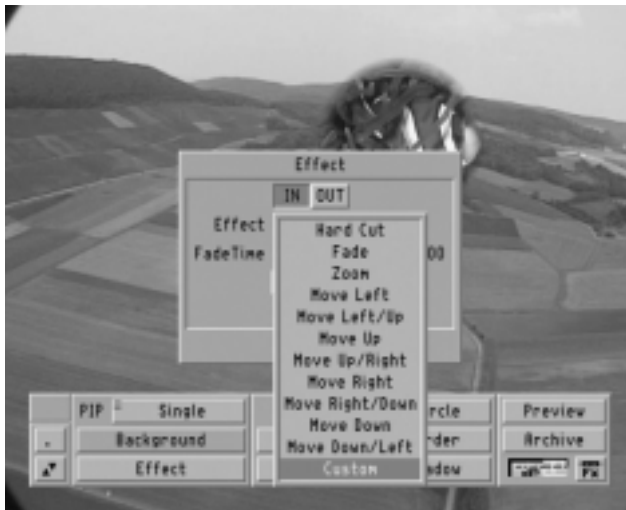 Effect
IN OUT
Effect
Hard Cut
Fade
FadeTime 00
Zoom
Move Left
Move Left/Up
Move Up
Move Up/Right
Move Right
Move Right/Down
Move Down
Move Down/Left
Custom
PIP Single rcle Preview
. Background rder Archive
Effect dow FX